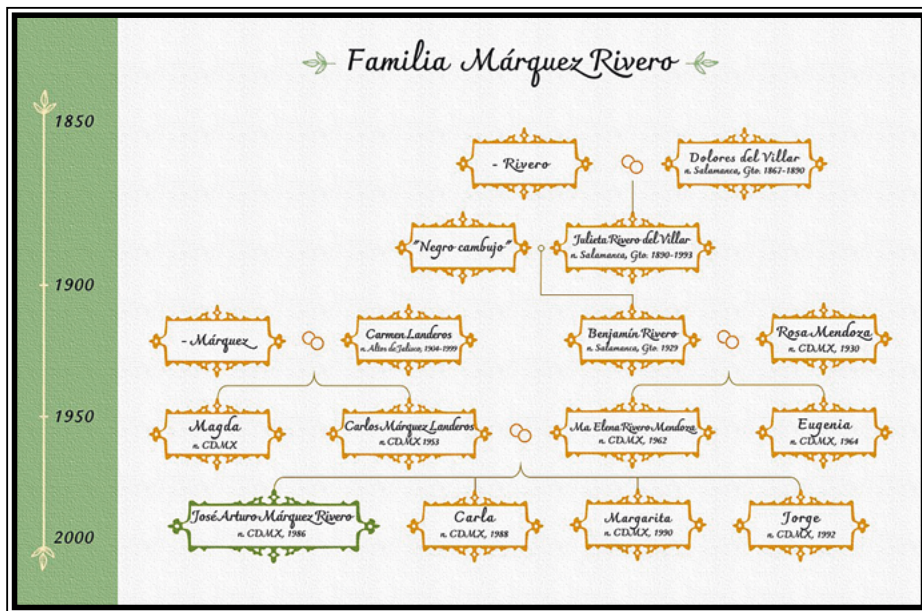 Familia Márquez Rivero
1850
- Rivero
Dolores del Villar
n. Salamanca, Gto. 1867-1890
"Negro cambujo"
Julieta Rivero del Villar
n. Salamanca, Gto. 1890-1993
1900
- Márquez
Carmen Landeros
n. Altos de Jalisco, 1904-1999
Benjamín Rivero
n. Salamanca, Gto. 1929
Rosa Mendoza
n. CDMX, 1930
1950
Magda
n. CDMX
Carlos Márquez Landeros
n. CDMX 1953
Ma. Elena Rivero Mendoza
n. CDMX, 1962
Eugenia
n. CDMX, 1964
José Arturo Márquez Rivero
n. CDMX, 1986
Carla
n. CDMX, 1988
Margarita
n. CDMX, 1990
Jorge
n. CDMX, 1992
2000